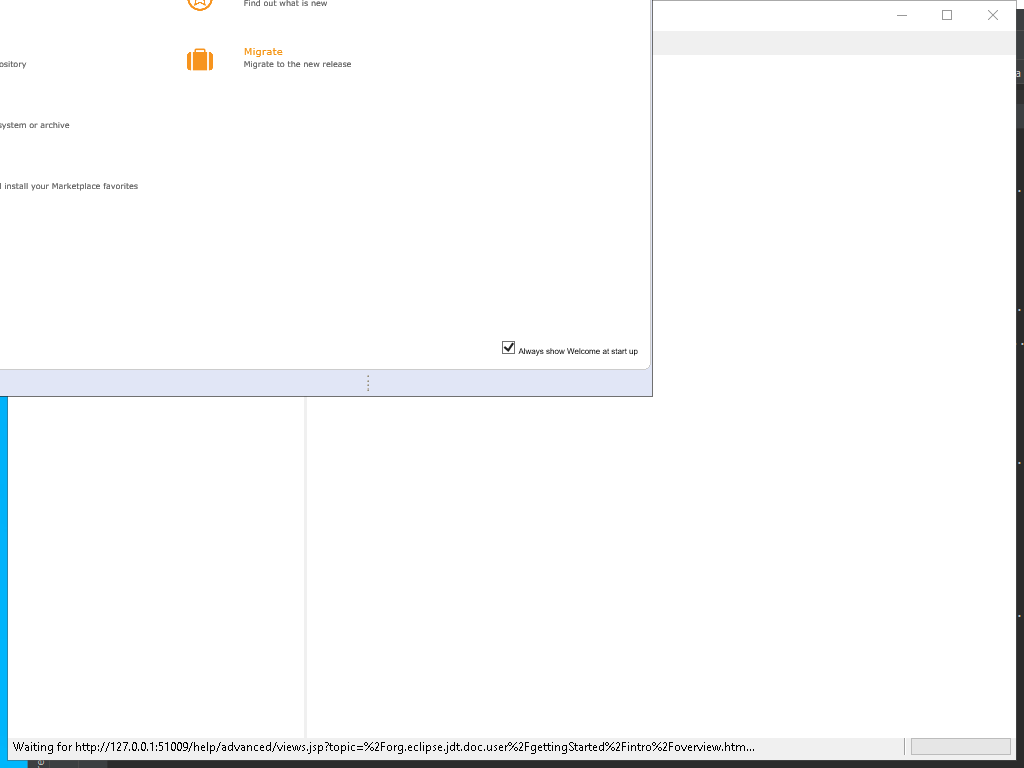 Find out what is new
Migrate
ository
Migrate to the new release
system or archive
install your Marketplace favorites
Always show Welcome at start up
Waiting for http://127.0.0.1:51009/help/advanced/views.jsp?topic=%2Forg.eclipse.jdt.doc.user%2FgettingStarted%2Fintro%2Foverview.htm...